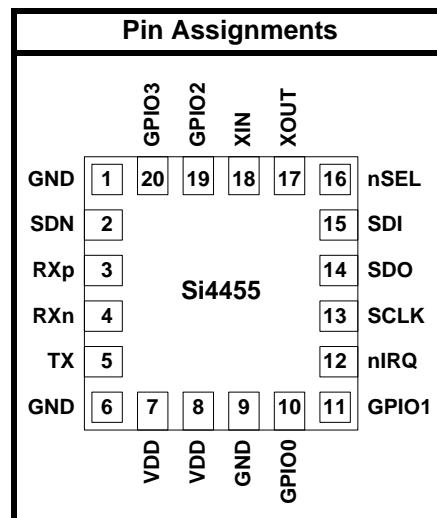 Pin Assignments
GPIO3 GPIO2 XIN XOUT
GND 1 20 19 18 17 16 nSEL
SDN 2 15 SDI
RXp 3 14 SDO
Si4455
RXn 4 13 SCLK
TX 5 12 nIRQ
GND 6 7 8 9 10 11 GPIO1
VDD VDD GND GPIO0